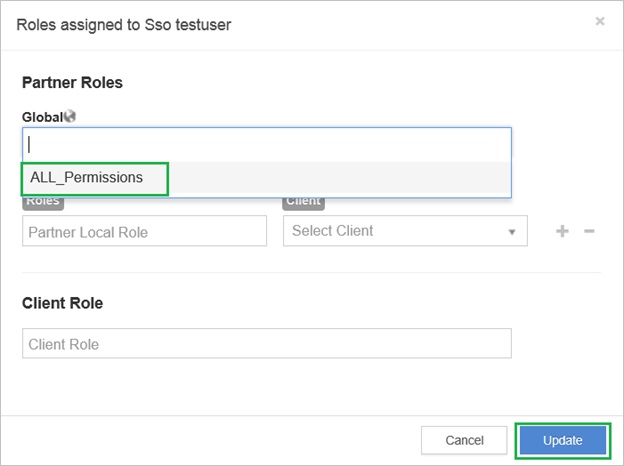 Roles assigned to Sso testuser
×
Partner Roles
Global
ALL_Permissions
Roles
Client
Partner Local Role
Select Client
Client Role
Client Role
Cancel
Update